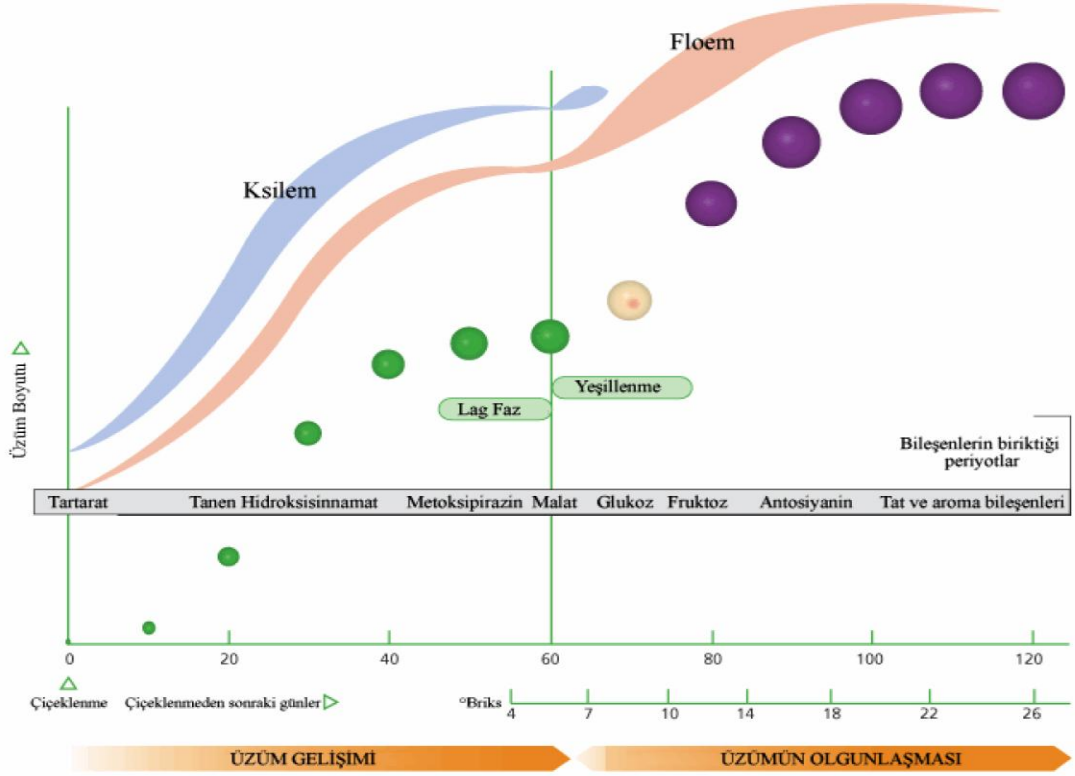 Floem
Ksilem
Üzüm Boyutu
Yeşillenme
Lag Faz
Bileşenlerin biriktiği
periyotlar
Tartarat Tanen Hidroksisinnamat Metoksipirazin Malat Glukoz Fruktoz Antosiyanin Tat ve aroma bileşenleri
0 20 40 60 80 100 120
Çiçeklenme Çiçeklenmeden sonraki günler °Briks
4 7 10 14 18 22 26
ÜZÜM GELİŞİMİ ÜZÜMÜN OLGUNLAŞMASI